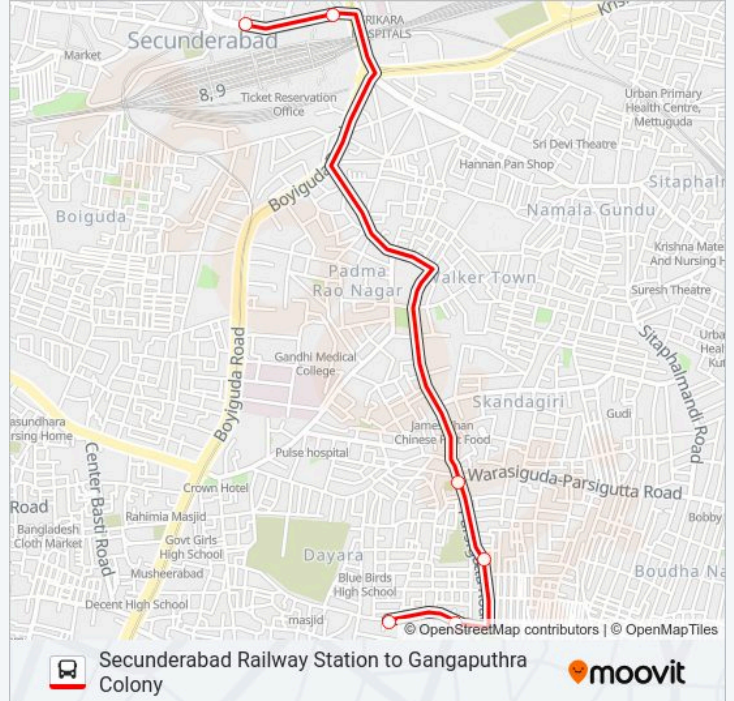 Kris
RIKARA
SPITALS
Secunderabad
Market
8, 9
Ticket Reservation
Office
Urban Primary
Health Centre,
Mettuguda
Sri Devi Theatre
Hannan Pan Shop
Sitaphalm
Boyiguda
Boiguda
Namala Gundu
Krishna Mate
And Nursing H
Padma
Rao Nagar
Walker Town
Suresh Theatre
Boyiguda Road
Sitaphalmandi Road
Urba
Heal
Kut
Gandhi Medical
College
Skandagiri
Gudi
asundhara
rsing Home
Center Basti Road
Chinese Fast Food
Pulse hospital
Warasiguda-Parsigutta Road
Crown Hotel
Road
Bangladesh
Cloth Market
Rahimia Masjid
Bobby
Govt Girls
High School
Dayara
Musheerabad
Blue Birds
High School
Boudha Na
Decent High School
masjid
© OpenStreetMap contributors | © OpenMapTiles
Secunderabad Railway Station to Gangaputhra
Colony
moovit